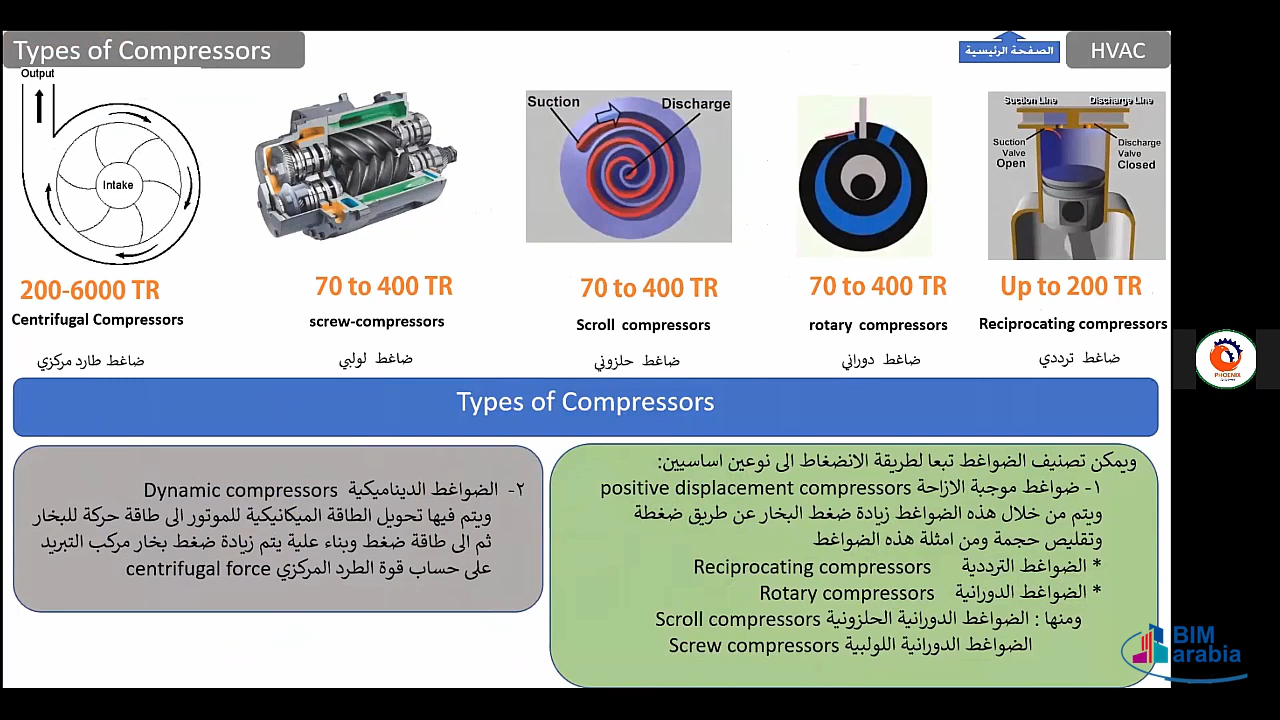 Types of Compressors
الصفحة الرئيسية
HVAC
Output
Intake
Suction
Discharge
Suction Line
Discharge Line
Suction
Valve
Open
Discharge
Valve
Closed
200-6000 TR
70 to 400 TR
70 to 400 TR
70 to 400 TR
Up to 200 TR
Centrifugal Compressors
screw-compressors
Scroll compressors
rotary compressors
Reciprocating compressors
ضاغط طارد مركزي
ضاغط لولبي
ضاغط حلزوني
ضاغط دوراني
ضاغط ترددي
Types of Compressors
ويمكن تصنيف الضواغط تبعا لطريقة الانضغاط الى نوعين اساسيين:
١- ضواغط موجبة الازاحة positive displacement compressors
ويتم من خلال هذه الضواغط زيادة ضغط البخار عن طريق ضغطة
وتقليص حجمة ومن امثلة هذه الضواغط
* الضواغط الترددية Reciprocating compressors
* الضواغط الدورانية Rotary compressors
ومنها : الضواغط الدورانية الحلزونية Scroll compressors
الضواغط الدورانية اللولبية Screw compressors
٢- الضواغط الديناميكية Dynamic compressors
ويتم فيها تحويل الطاقة الميكانيكية للموتور الى طاقة حركة للبخار
ثم الى طاقة ضغط وبناء علية يتم زيادة ضغط بخار مركب التبريد
على حساب قوة الطرد المركزي centrifugal force
PHOENIX
BIM
arabia